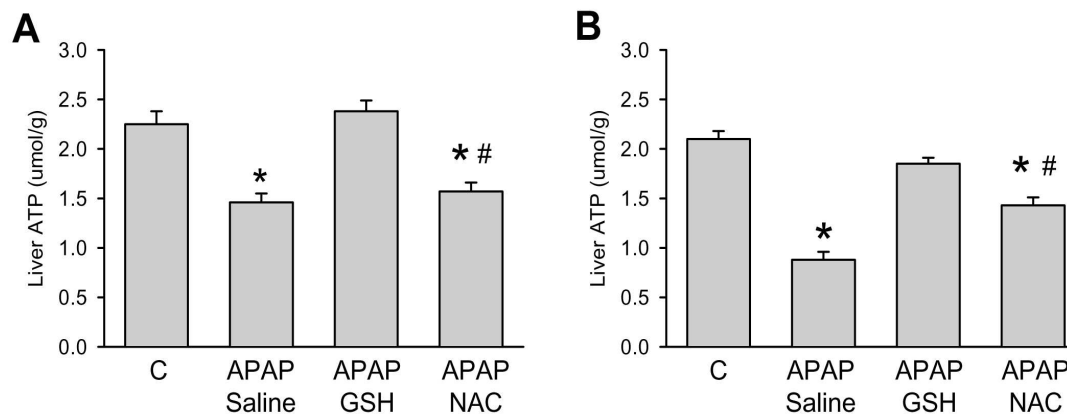 A
Liver ATP (umol/g)
3.0
2.5
2.0
1.5
1.0
0.5
0.0
*
* #
C
APAP
Saline
APAP
GSH
APAP
NAC
B
Liver ATP (umol/g)
3.0
2.5
2.0
1.5
1.0
0.5
0.0
*
* #
C
APAP
Saline
APAP
GSH
APAP
NAC